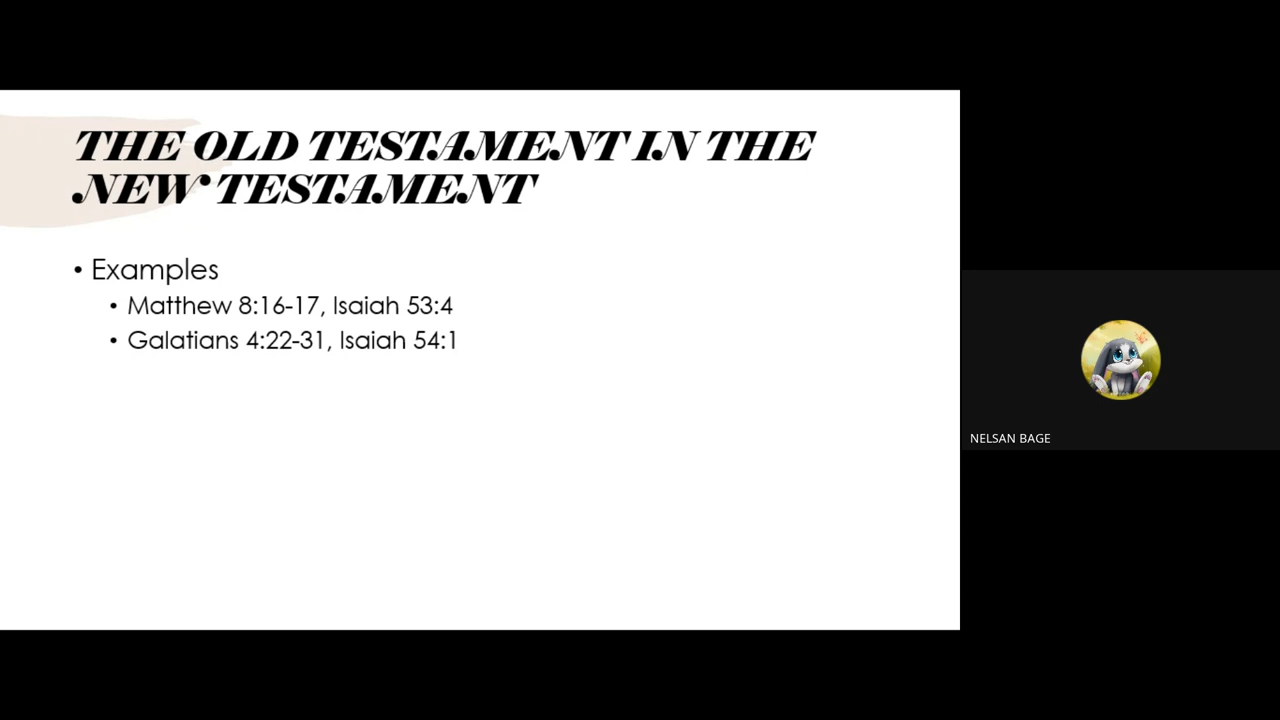 THE OLD TESTAMENT IN THE
NEW TESTAMENT
• Examples
• Matthew 8:16-17, Isaiah 53:4
• Galatians 4:22-31, Isaiah 54:1
NELSAN BAGE